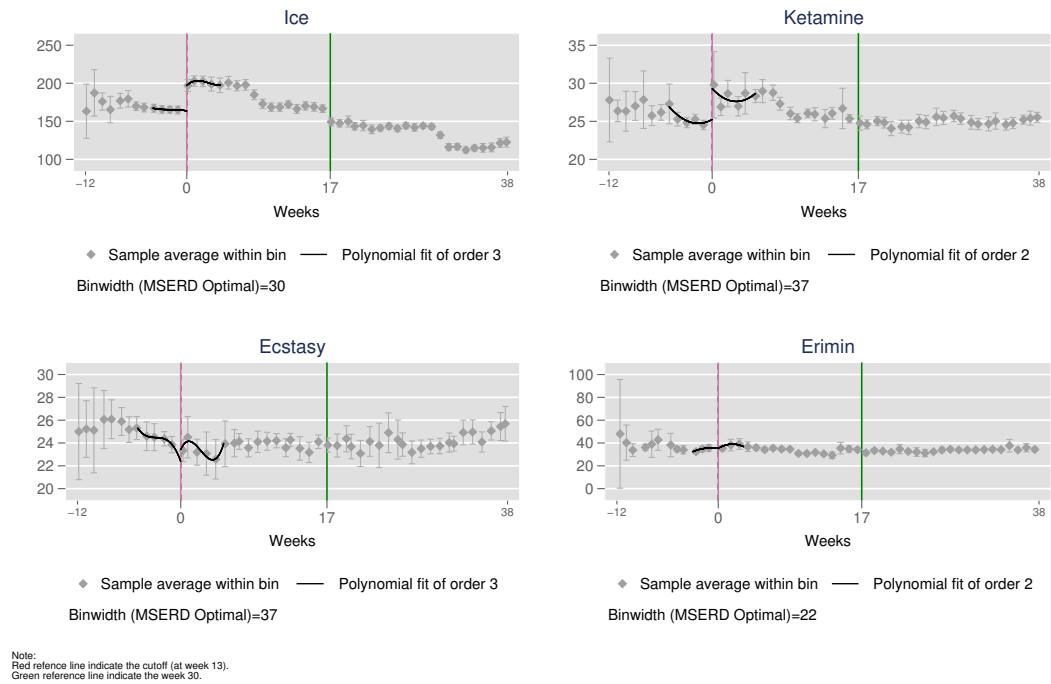 Ice
250
200
150
100
−12
0
17
38
Weeks
Sample average within bin
Polynomial fit of order 3
Binwidth (MSERD Optimal)=30
Ketamine
35
30
25
20
−12
0
17
38
Weeks
Sample average within bin
Polynomial fit of order 2
Binwidth (MSERD Optimal)=37
Ecstasy
30
28
26
24
22
20
−12
0
17
38
Weeks
Sample average within bin
Polynomial fit of order 3
Binwidth (MSERD Optimal)=37
Erimin
100
80
60
40
20
0
−12
0
17
38
Weeks
Sample average within bin
Polynomial fit of order 2
Binwidth (MSERD Optimal)=22
Note:
Red refence line indicate the cutoff (at week 13).
Green reference line indicate the week 30.